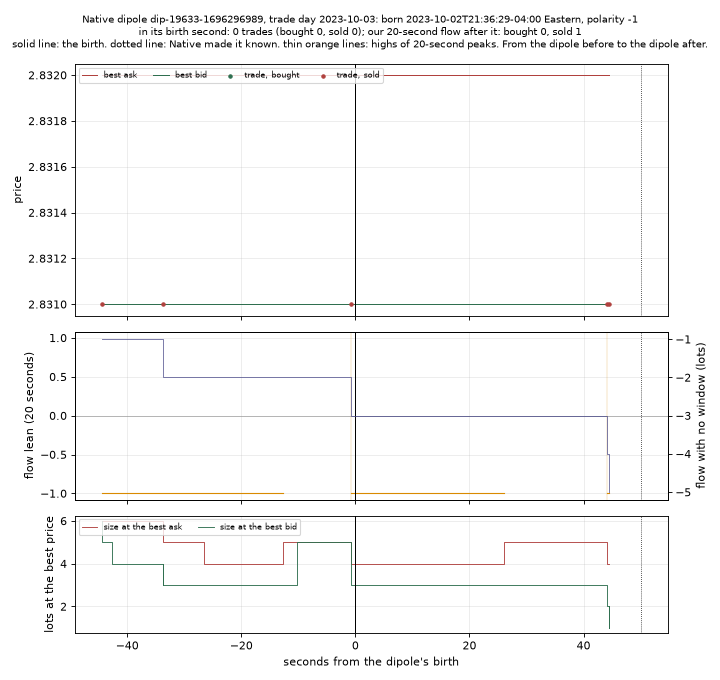 Native dipole dip-19633-1696296989, trade day 2023-10-03: born 2023-10-02T21:36:29-04:00 Eastern, polarity -1
in its birth second: 0 trades (bought 0, sold 0); our 20-second flow after it: bought 0, sold 1
solid line: the birth. dotted line: Native made it known. thin orange lines: highs of 20-second peaks. From the dipole before to the dipole after.
best ask best bid trade, bought trade, sold
2.8320
2.8318
2.8316
2.8314
2.8312
2.8310
price
1.0
0.5
0.0
−0.5
−1.0
flow lean (20 seconds)
−1
−2
−3
−4
−5
flow with no window (lots)
size at the best ask size at the best bid
6
4
2
lots at the best price
−40 −20 0 20 40
seconds from the dipole's birth